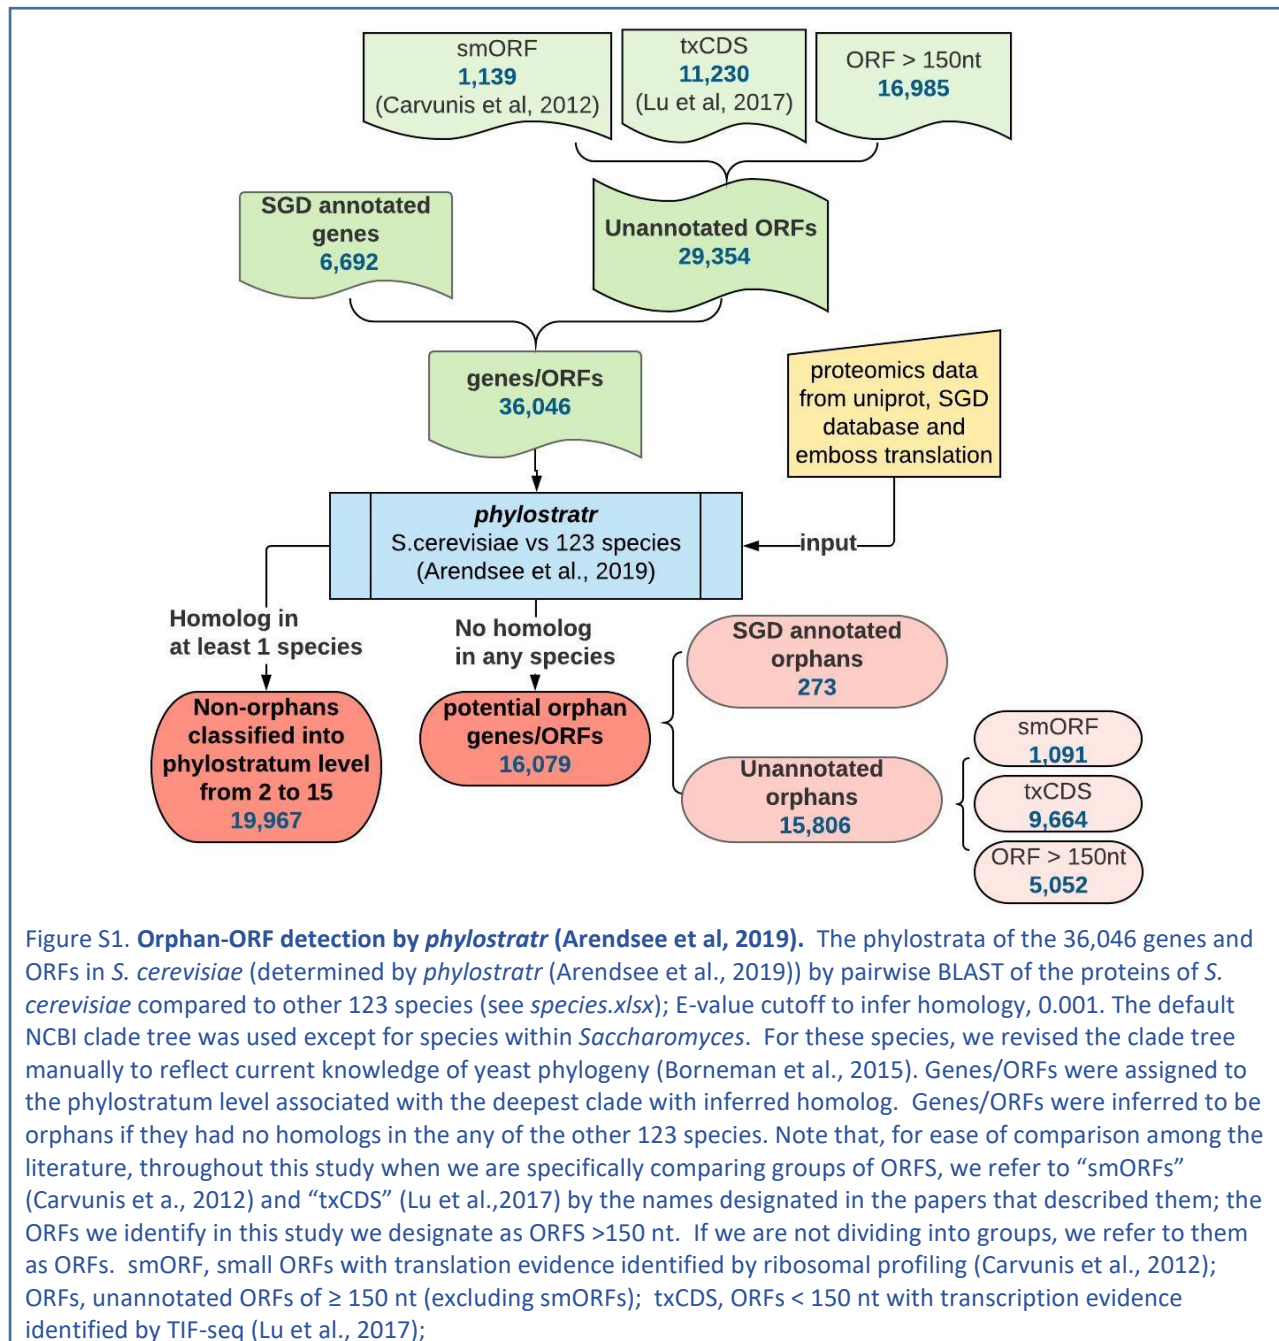 smORF
1,139
(Carvunis et al, 2012)
txCDS
11,230
(Lu et al, 2017)
ORF > 150nt
16,985
SGD annotated
genes
6,692
Unannotated ORFs
29,354
genes/ORFs
36,046
proteomics data
from uniprot, SGD
database and
emboss translation
phylostratr
S.cerevisiae vs 123 species
(Arendsee et al., 2019)
input
Homolog in
at least 1 species
No homolog
in any species
Non-orphans
classified into
phylostratum level
from 2 to 15
19,967
potential orphan
genes/ORFs
16,079
SGD annotated
orphans
273
Unannotated
orphans
15,806
smORF
1,091
txCDS
9,664
ORF > 150nt
5,052
Figure S1. Orphan-ORF detection by phylostratr (Arendsee et al, 2019). The phylostrata of the 36,046 genes and
ORFs in S. cerevisiae (determined by phylostratr (Arendsee et al., 2019)) by pairwise BLAST of the proteins of S.
cerevisiae compared to other 123 species (see species.xlsx); E-value cutoff to infer homology, 0.001. The default
NCBI clade tree was used except for species within Saccharomyces. For these species, we revised the clade tree
manually to reflect current knowledge of yeast phylogeny (Borneman et al., 2015). Genes/ORFs were assigned to
the phylostratum level associated with the deepest clade with inferred homolog. Genes/ORFs were inferred to be
orphans if they had no homologs in the any of the other 123 species. Note that, for ease of comparison among the
literature, throughout this study when we are specifically comparing groups of ORFS, we refer to “smORFs”
(Carvunis et a., 2012) and “txCDS” (Lu et al.,2017) by the names designated in the papers that described them; the
ORFs we identify in this study we designate as ORFS >150 nt. If we are not dividing into groups, we refer to them
as ORFs. smORF, small ORFs with translation evidence identified by ribosomal profiling (Carvunis et al., 2012);
ORFs, unannotated ORFs of ≥ 150 nt (excluding smORFs); txCDS, ORFs < 150 nt with transcription evidence
identified by TIF-seq (Lu et al., 2017);